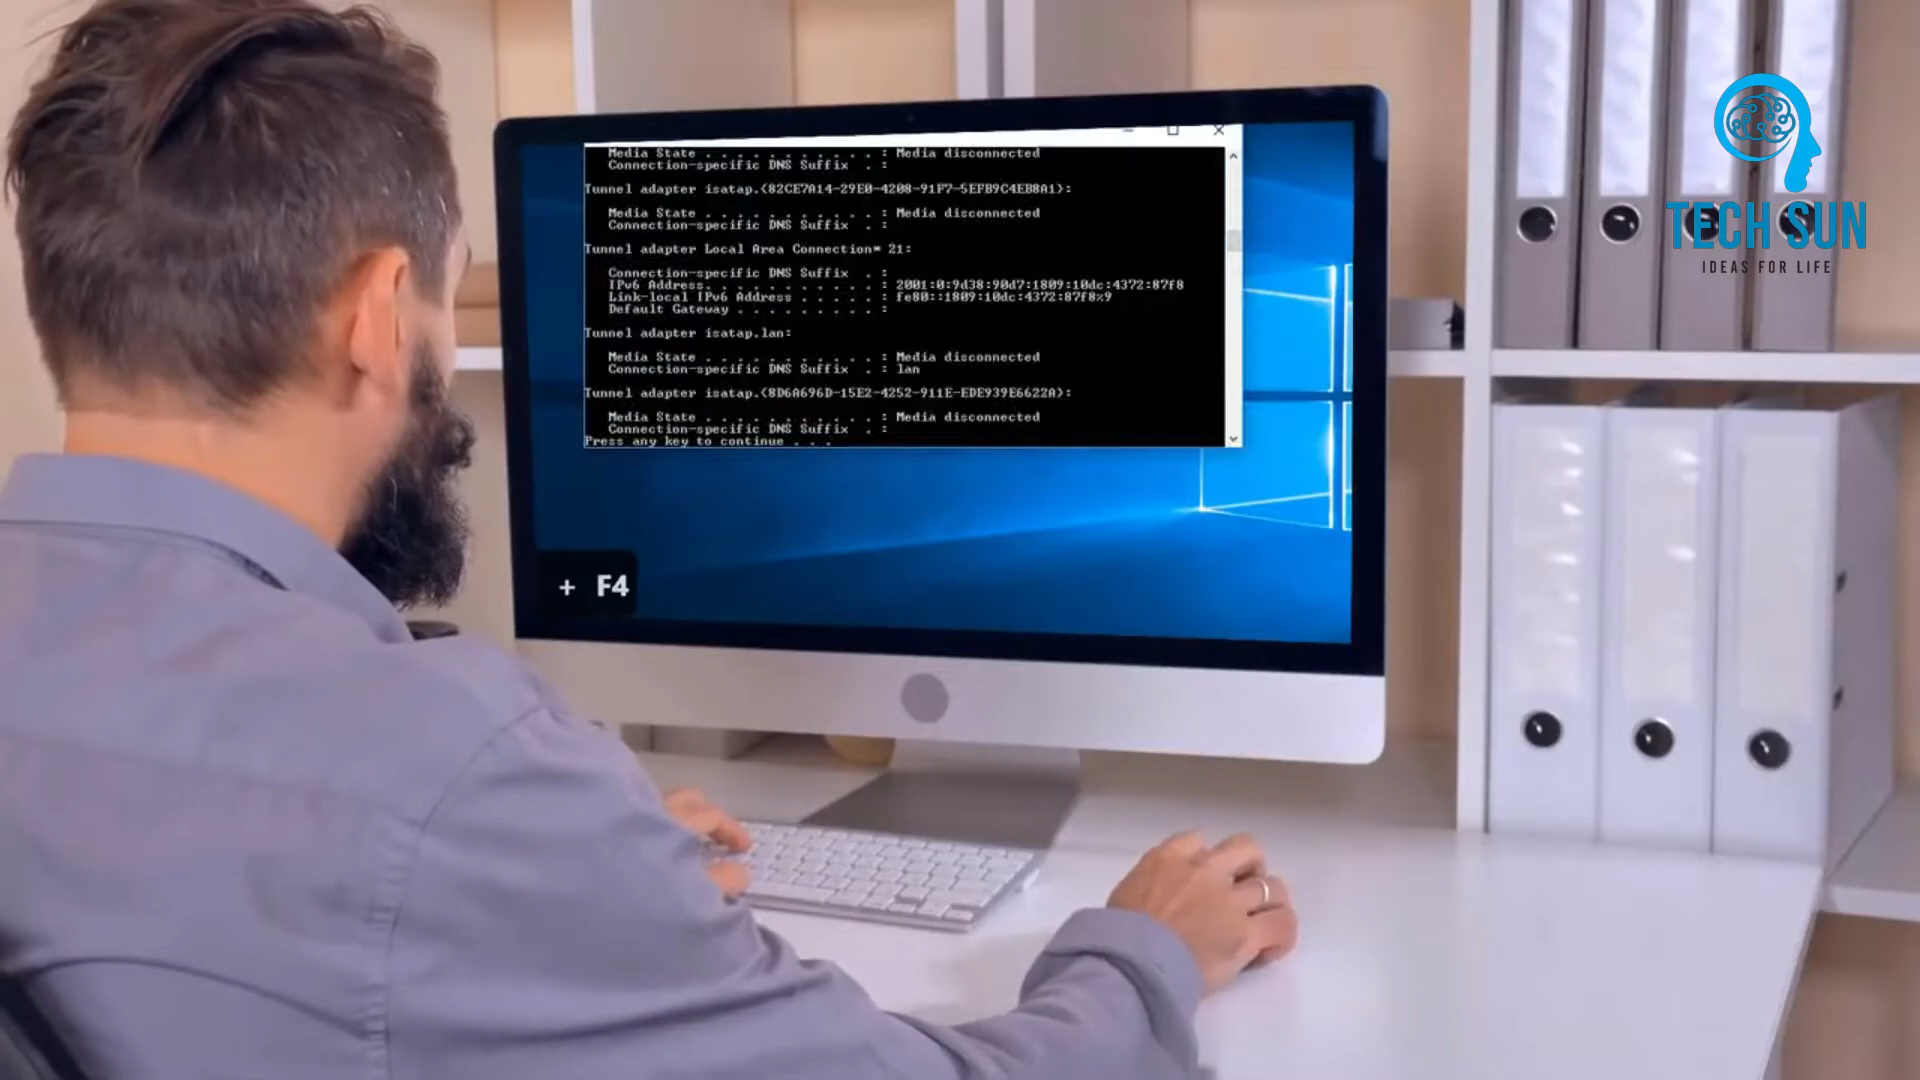 Media State . . . . . . . . . . . : Media disconnected
Connection-specific DNS Suffix  . :
Tunnel adapter isatap.{82CE7A14-29E0-4208-91F7-5EFB9C4EB8A1}:
Media State . . . . . . . . . . . : Media disconnected
Connection-specific DNS Suffix  . :
Tunnel adapter Local Area Connection* 21:
Connection-specific DNS Suffix  . :
IPv6 Address. . . . . . . . . . . : 2001:0:9d38:90d7:1809:10dc:4372:87f8
Link-local IPv6 Address . . . . . : fe80::1809:10dc:4372:87f8%9
Default Gateway . . . . . . . . . :
Tunnel adapter isatap.lan:
Media State . . . . . . . . . . . : Media disconnected
Connection-specific DNS Suffix  . : lan
Tunnel adapter isatap.{8D6A696D-15E2-4252-911E-EDE939E6622A}:
Media State . . . . . . . . . . . : Media disconnected
Connection-specific DNS Suffix  . :
Press any key to continue . . .
+ F4
TECH SUN
IDEAS FOR LIFE